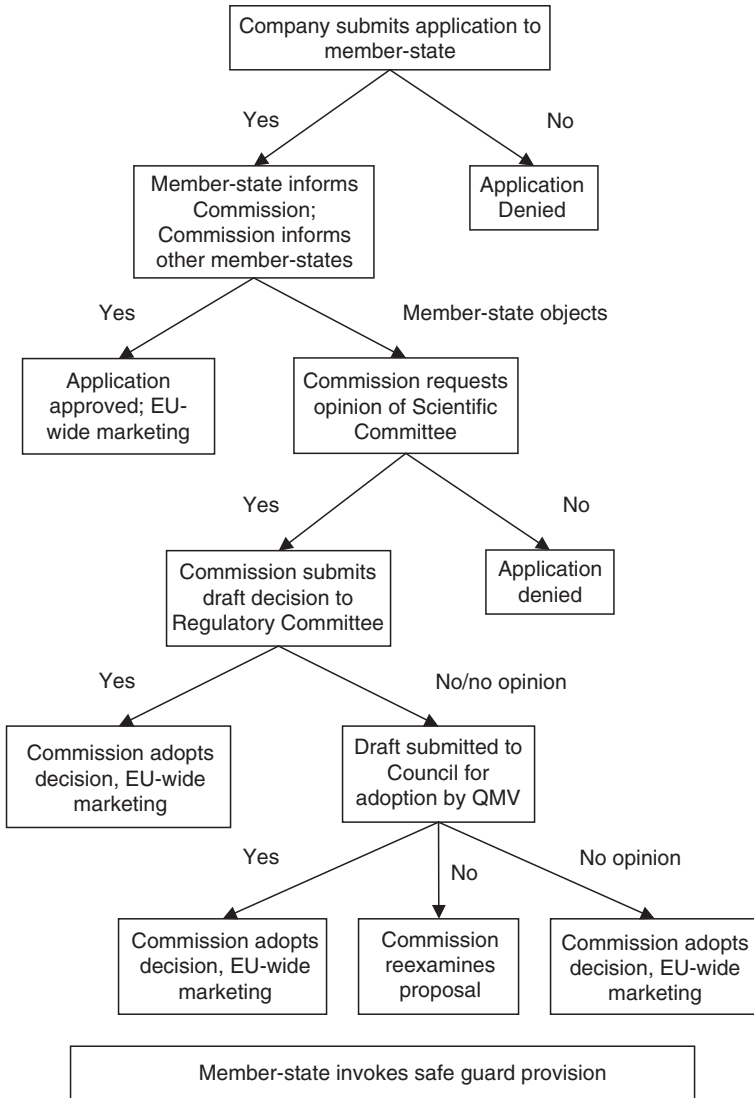 Company submits application to
member-state
Yes
No
Member-state informs
Commission;
Commission informs
other member-states
Application
Denied
Yes
Member-state objects
Application
approved; EU-
wide marketing
Commission requests
opinion of Scientific
Committee
Yes
No
Commission submits
draft decision to
Regulatory Committee
Application
denied
Yes
No/no opinion
Commission adopts
decision, EU-wide
marketing
Draft submitted to
Council for
adoption by QMV
Yes
No
No opinion
Commission adopts
decision, EU-wide
marketing
Commission
reexamines
proposal
Commission adopts
decision, EU-wide
marketing
Member-state invokes safe guard provision